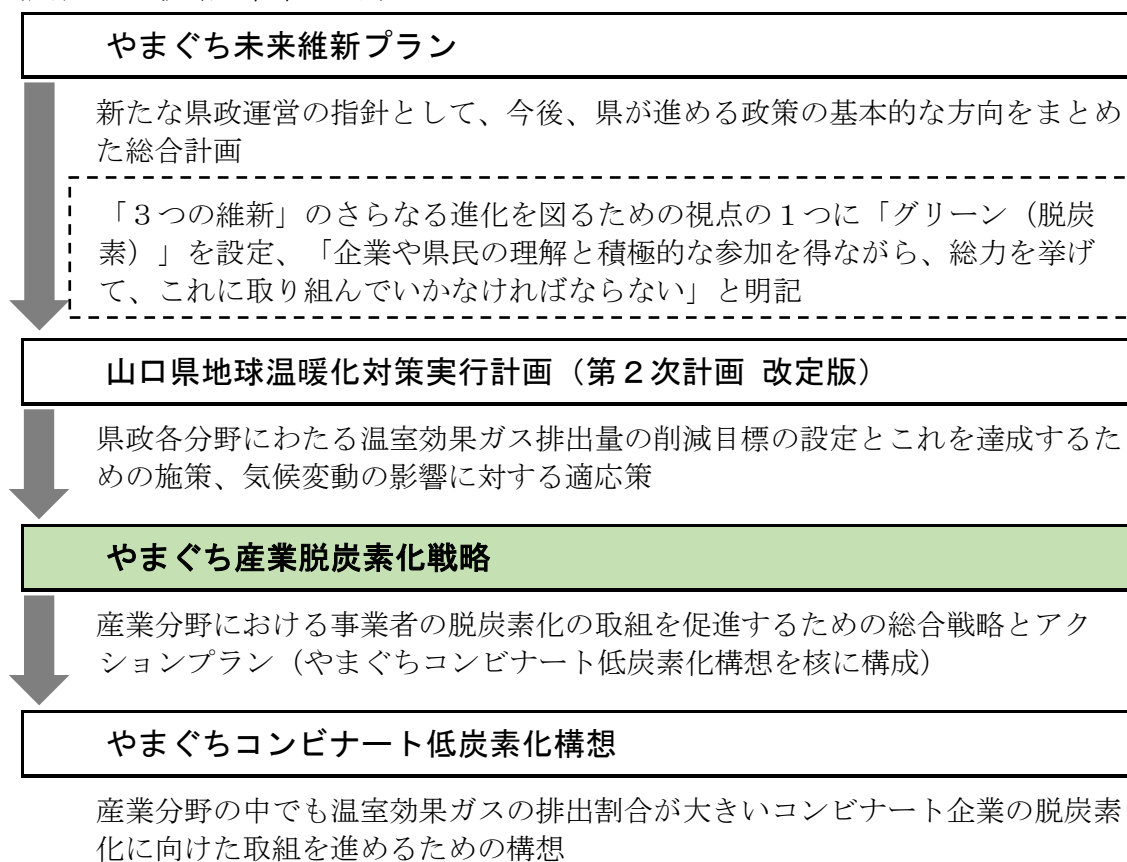 やまぐち未来維新プラン
新たな県政運営の指針として、今後、県が進める政策の基本的な方向をまとめ
た総合計画
「３つの維新」のさらなる進化を図るための視点の１つに「グリーン（脱炭
素）」を設定、「企業や県民の理解と積極的な参加を得ながら、総力を挙げ
て、これに取り組んでいかなければならない」と明記
山口県地球温暖化対策実行計画（第２次計画 改定版）
県政各分野にわたる温室効果ガス排出量の削減目標の設定とこれを達成するた
めの施策、気候変動の影響に対する適応策
やまぐち産業脱炭素化戦略
産業分野における事業者の脱炭素化の取組を促進するための総合戦略とアク
ションプラン（やまぐちコンビナート低炭素化構想を核に構成）
やまぐちコンビナート低炭素化構想
産業分野の中でも温室効果ガスの排出割合が大きいコンビナート企業の脱炭素
化に向けた取組を進めるための構想